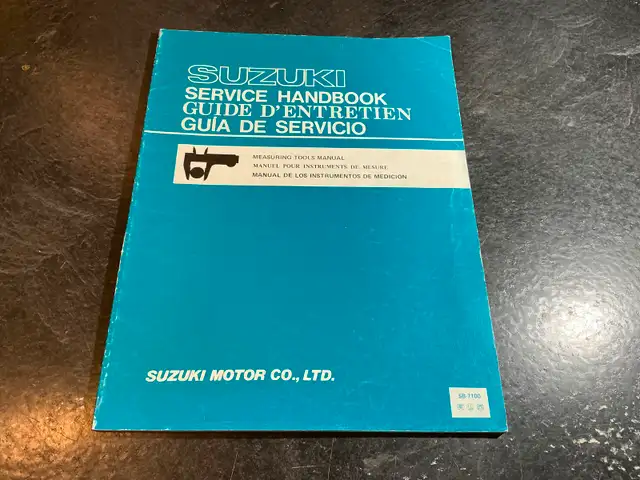 SUZUKI
SERVICE HANDBOOK
GUIDE D'ENTRETIEN
GUÍA DE SERVICIO
MEASURING TOOLS MANUAL
MANUEL POUR INSTRUMENTS DE MESURE
MANUAL DE LOS INSTRUMENTOS DE MEDICION
SUZUKI MOTOR CO., LTD.
SB-1100